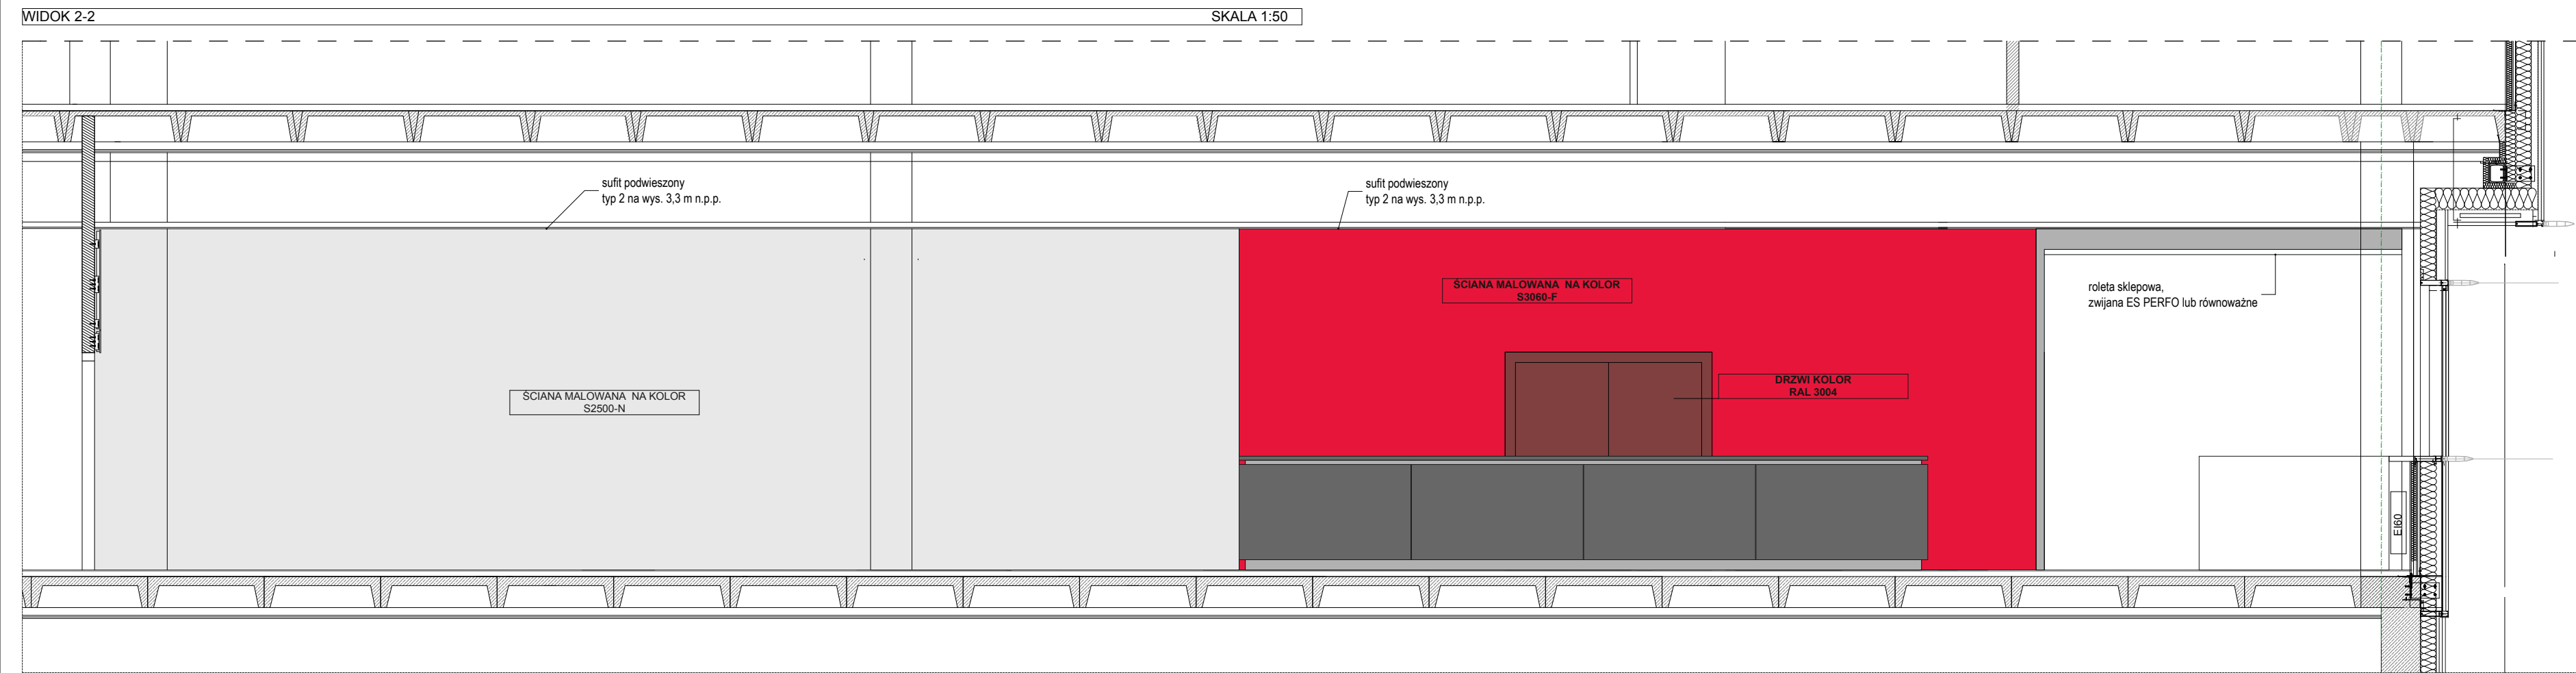 WIDOK 2-2
SKALA 1:50
sufit podwieszony
typ 2 na wys. 3,3 m n.p.p.
sufit podwieszony
typ 2 na wys. 3,3 m n.p.p.
ŚCIANA MALOWANA NA KOLOR
S3060-F
roleta sklepowa,
zwijana ES PERFO lub równoważne
DRZWI KOLOR
RAL 3004
ŚCIANA MALOWANA NA KOLOR
S2500-N
EI60